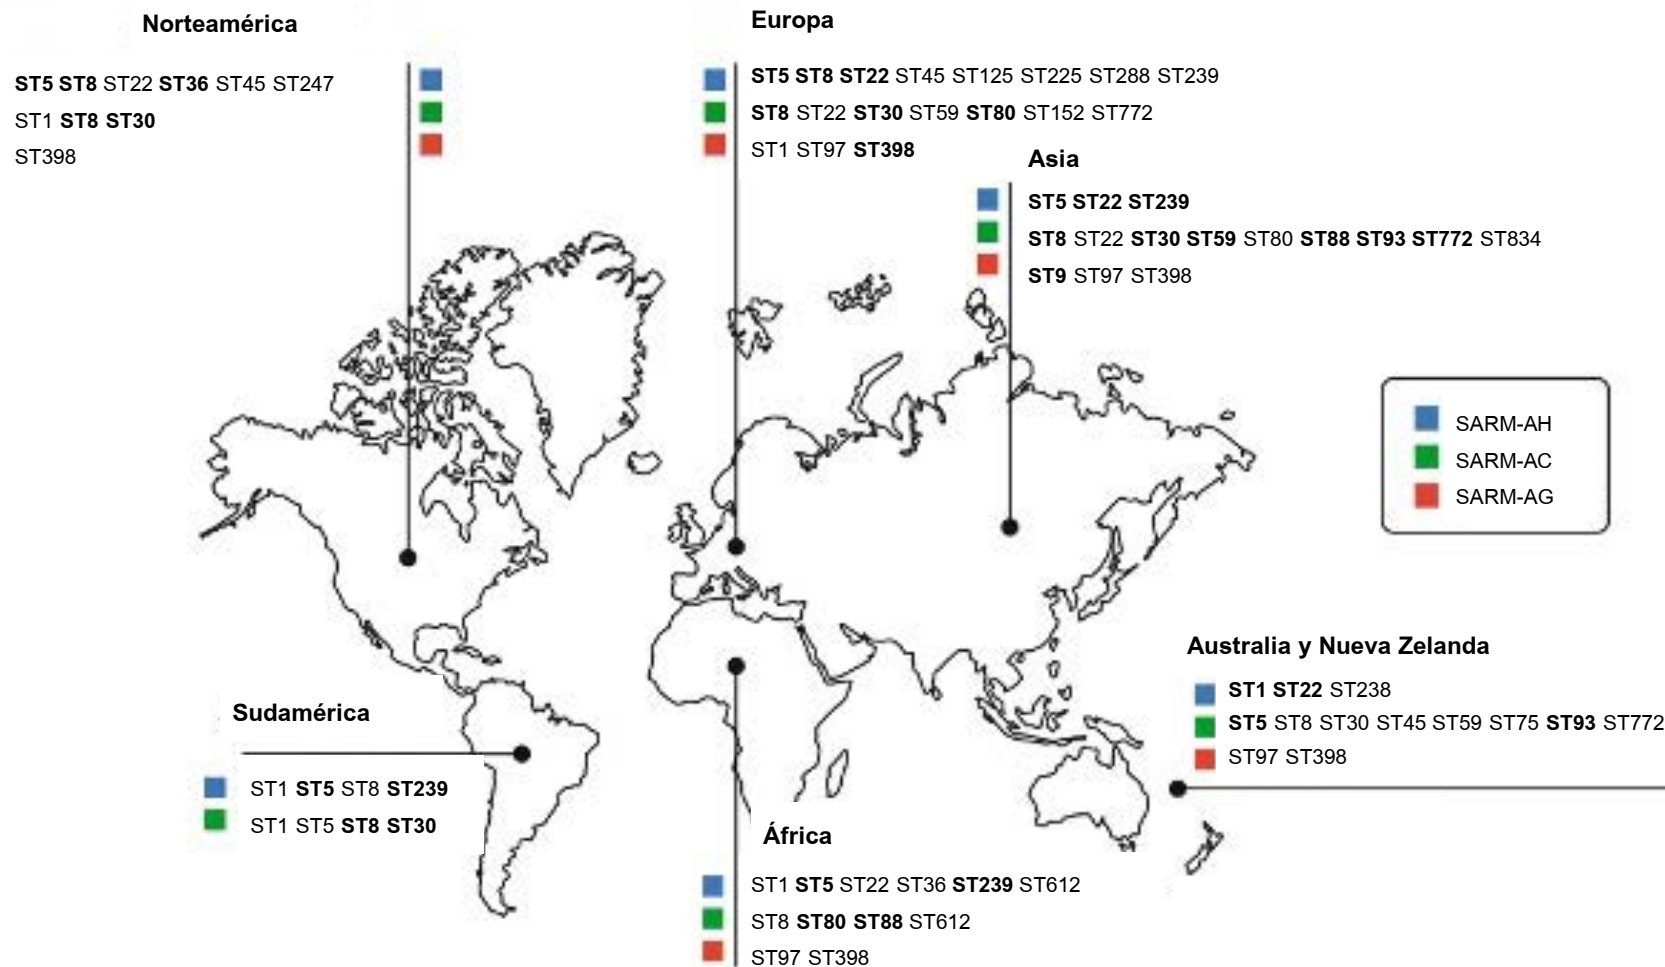 Norteamérica
ST5 ST8 ST22 ST36 ST45 ST247
ST1 ST8 ST30
ST398
Europa
ST5 ST8 ST22 ST45 ST125 ST225 ST288 ST239
ST8 ST22 ST30 ST59 ST80 ST152 ST772
ST1 ST97 ST398
Asia
ST5 ST22 ST239
ST8 ST22 ST30 ST59 ST80 ST88 ST93 ST772 ST834
ST9 ST97 ST398
SARM-AH
SARM-AC
SARM-AG
Australia y Nueva Zelanda
ST1 ST22 ST238
ST5 ST8 ST30 ST45 ST59 ST75 ST93 ST772
ST97 ST398
Sudamérica
ST1 ST5 ST8 ST239
ST1 ST5 ST8 ST30
África
ST1 ST5 ST22 ST36 ST239 ST612
ST8 ST80 ST88 ST612
ST97 ST398